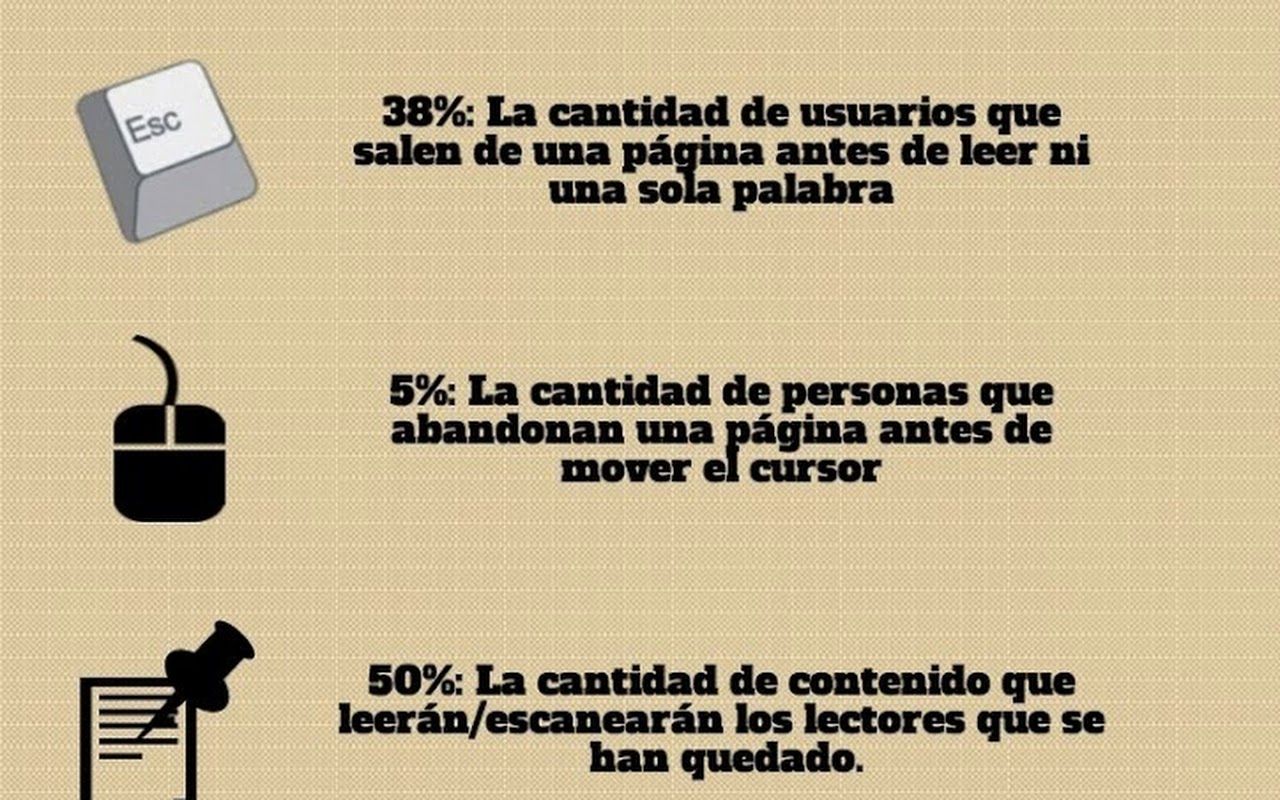 Esc
38%: La cantidad de usuarios que
salen de una página antes de leer ni
una sola palabra
5%: La cantidad de personas que
abandonan una página antes de
mover el cursor
50%: La cantidad de contenido que
leerán/escanearán los lectores que se
han quedado.